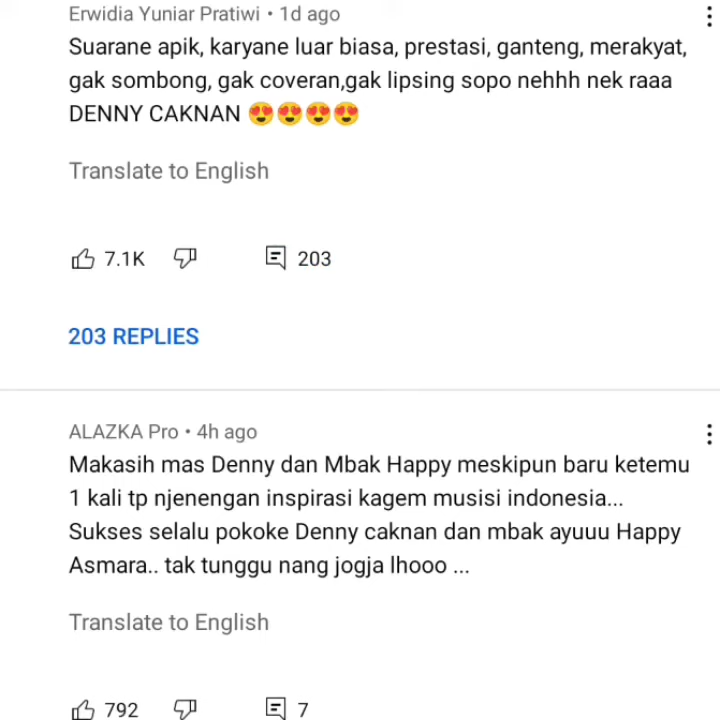 Erwidia Yuniar Pratiwi • 1d ago
Suarane apik, karyane luar biasa, prestasi, ganteng, merakyat,
gak sombong, gak coveran,gak lipsing sopo nehhh nek raaa
DENNY CAKNAN 😍😍😍😍
Translate to English
7.1K 203
203 REPLIES
ALAZKA Pro • 4h ago
Makasih mas Denny dan Mbak Happy meskipun baru ketemu
1 kali tp njenengan inspirasi kagem musisi indonesia...
Sukses selalu pokoke Denny caknan dan mbak ayuuu Happy
Asmara.. tak tunggu nang jogja lhooo ...
Translate to English
792 7